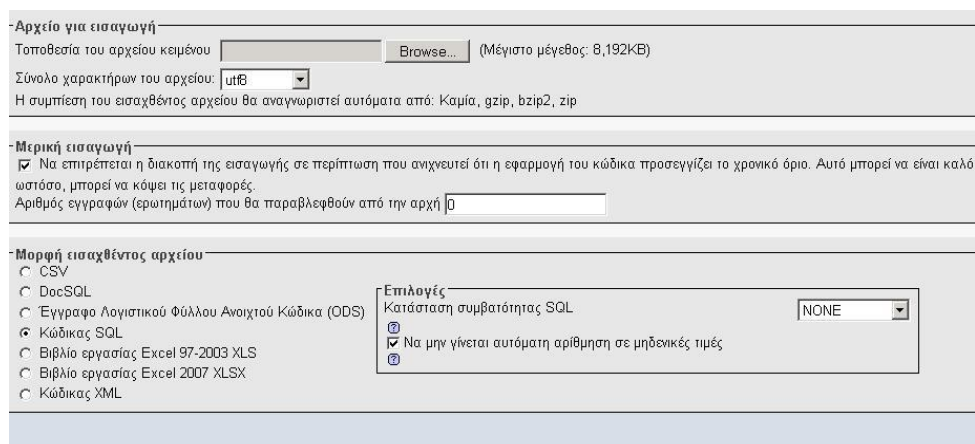 Αρχείο για εισαγωγή
Τοποθεσία του αρχείου κειμένου Browse... (Μέγιστο μέγεθος: 8,192KB)
Σύνολο χαρακτήρων του αρχείου: utf8
Η συμπίεση του εισαχθέντος αρχείου θα αναγνωριστεί αυτόματα από: Καμία, gzip, bzip2, zip
Μερική εισαγωγή
Να επιτρέπεται η διακοπή της εισαγωγής σε περίπτωση που ανιχνευτεί ότι η εφαρμογή του κώδικα προσεγγίζει το χρονικό όριο. Αυτό μπορεί να είναι καλό
ωστόσο, μπορεί να κόψει τις μεταφορές.
Αριθμός εγγραφών (ερωτημάτων) που θα παραβλεφθούν από την αρχή 0
Μορφή εισαχθέντος αρχείου
CSV
DocSQL
Έγγραφο Λογιστικού Φύλλου Ανοιχτού Κώδικα (ODS)
Κώδικας SQL
Βιβλίο εργασίας Excel 97-2003 XLS
Βιβλίο εργασίας Excel 2007 XLSX
Κώδικας XML
Επιλογές
Κατάσταση συμβατότητας SQL NONE
?
Να μην γίνεται αυτόματη αρίθμηση σε μηδενικές τιμές
?